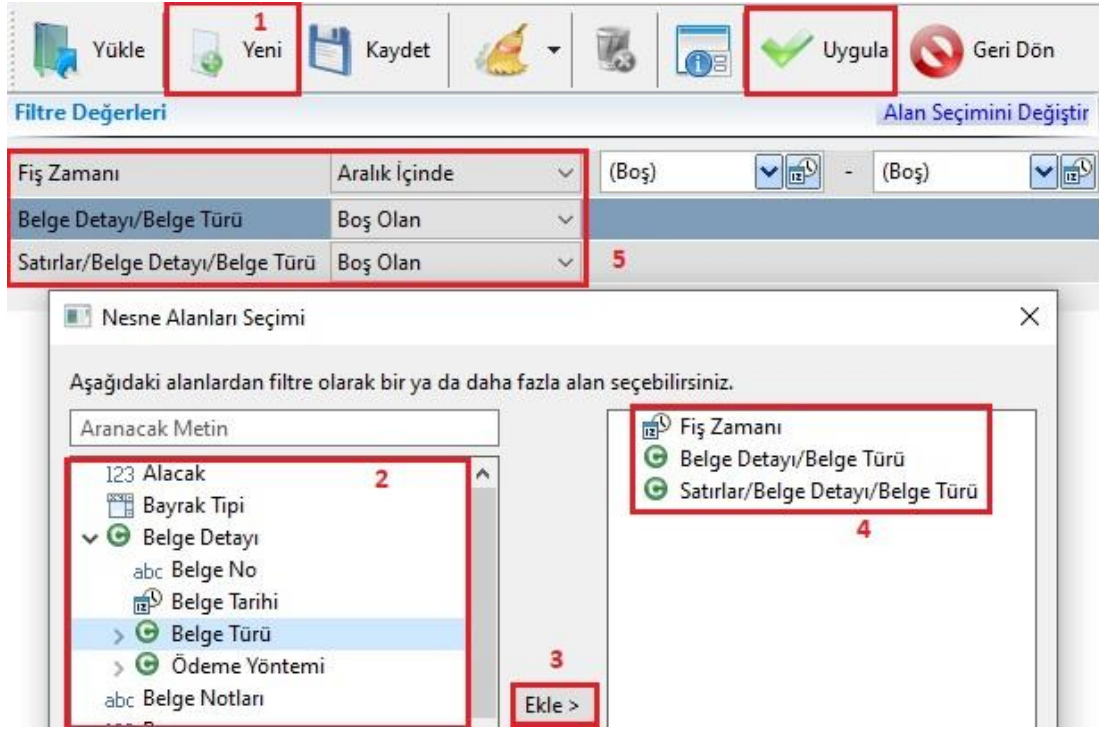 1
Yükle Yeni Kaydet Uygula Geri Dön
Filtre Değerleri Alan Seçimini Değiştir
Fiş Zamanı Aralık İçinde (Boş) - (Boş)
Belge Detayı/Belge Türü Boş Olan
Satırlar/Belge Detayı/Belge Türü Boş Olan 5
Nesne Alanları Seçimi
Aşağıdaki alanlardan filtre olarak bir ya da daha fazla alan seçebilirsiniz.
Aranacak Metin
123 Alacak 2
Bayrak Tipi
Belge Detayı
abc Belge No
Belge Tarihi
Belge Türü
Ödeme Yöntemi
abc Belge Notları
3
Ekle >
Fiş Zamanı
Belge Detayı/Belge Türü
Satırlar/Belge Detayı/Belge Türü
4